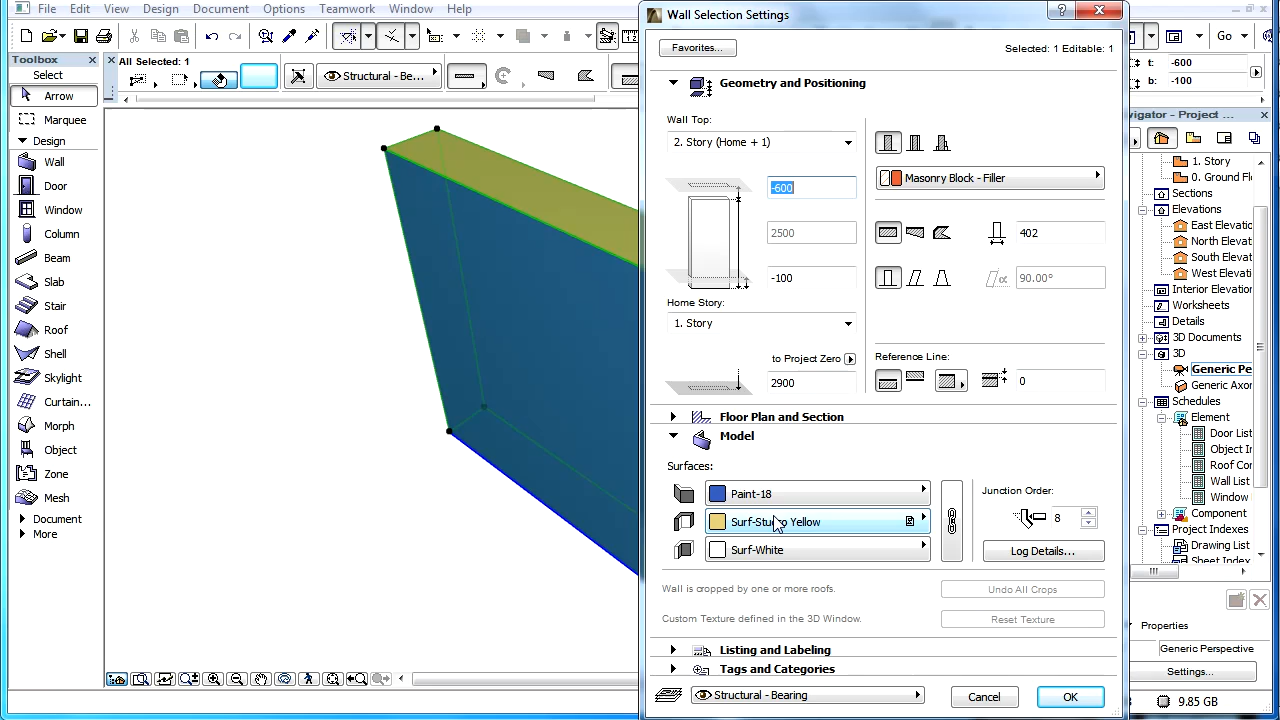 File Edit View Design Document Options Teamwork Window Help
Wall Selection Settings
Favorites...
Selected: 1 Editable: 1
Toolbox
Select
Arrow
Marquee
Design
Wall
Door
Window
Column
Beam
Slab
Stair
Roof
Shell
Skylight
Curtain...
Morph
Object
Zone
Mesh
Document
More
All Selected: 1
Structural - Be...
Geometry and Positioning
Wall Top:
2. Story (Home + 1)
-600
2500
-100
Home Story:
1. Story
to Project Zero
2900
Masonry Block - Filler
402
α 90.00°
Reference Line:
0
Floor Plan and Section
Model
Surfaces:
Paint-18
Surf-Stucco Yellow
Surf-White
Junction Order:
8
Log Details...
Wall is cropped by one or more roofs.
Undo All Crops
Custom Texture defined in the 3D Window.
Reset Texture
Listing and Labeling
Tags and Categories
Structural - Bearing
Cancel
OK
Go
t: -600
b: -100
vigator - Project ...
1. Story
0. Ground Fl
Sections
Elevations
East Elevatio
North Elevat
South Elevat
West Elevati
Interior Elevation
Worksheets
Details
3D Documents
3D
Generic Pe
Generic Axon
Schedules
Element
Door List
Object In
Roof Cor
Wall List
Window
Component
Project Indexes
Drawing List
Sheet Index
Properties
Generic Perspective
Settings...
9.85 GB